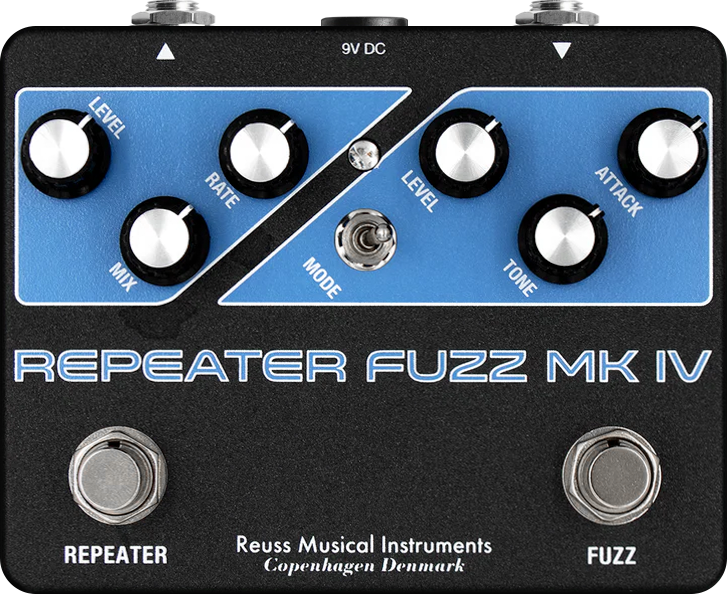 9V DC
LEVEL
RATE
MIX
LEVEL
ATTACK
MODE
TONE
REPEATER FUZZ MK IV
REPEATER
FUZZ
Reuss Musical Instruments
Copenhagen Denmark